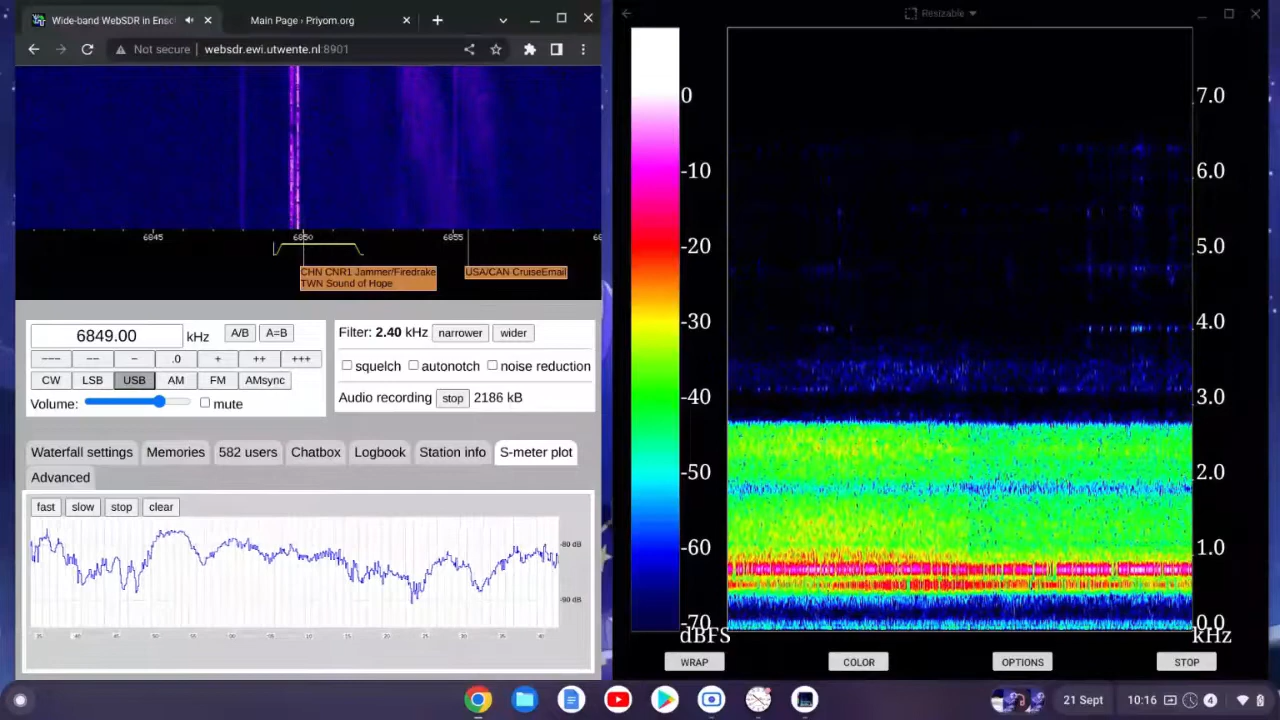 Wide-band WebSDR in Ensc
Main Page › Priyom.org
Not secure
websdr.ewi.utwente.nl:8901
6845
6850
6855
CHN CNR1 Jammer/Firedrake
TWN Sound of Hope
USA/CAN CruiseEmail
6849.00 kHz A/B A=B
--- -- - .0 + ++ +++
CW LSB USB AM FM AMsync
Volume: mute
Filter: 2.40 kHz narrower wider
squelch autonotch noise reduction
Audio recording stop 2186 kB
Waterfall settings Memories 582 users Chatbox Logbook Station info S-meter plot
Advanced
fast slow stop clear
-80 dB
-90 dB
Resizable
0
-10
-20
-30
-40
-50
-60
-70
dBFS
7.0
6.0
5.0
4.0
3.0
2.0
1.0
0.0
kHz
WRAP COLOR OPTIONS STOP
21 Sept 10:16 4